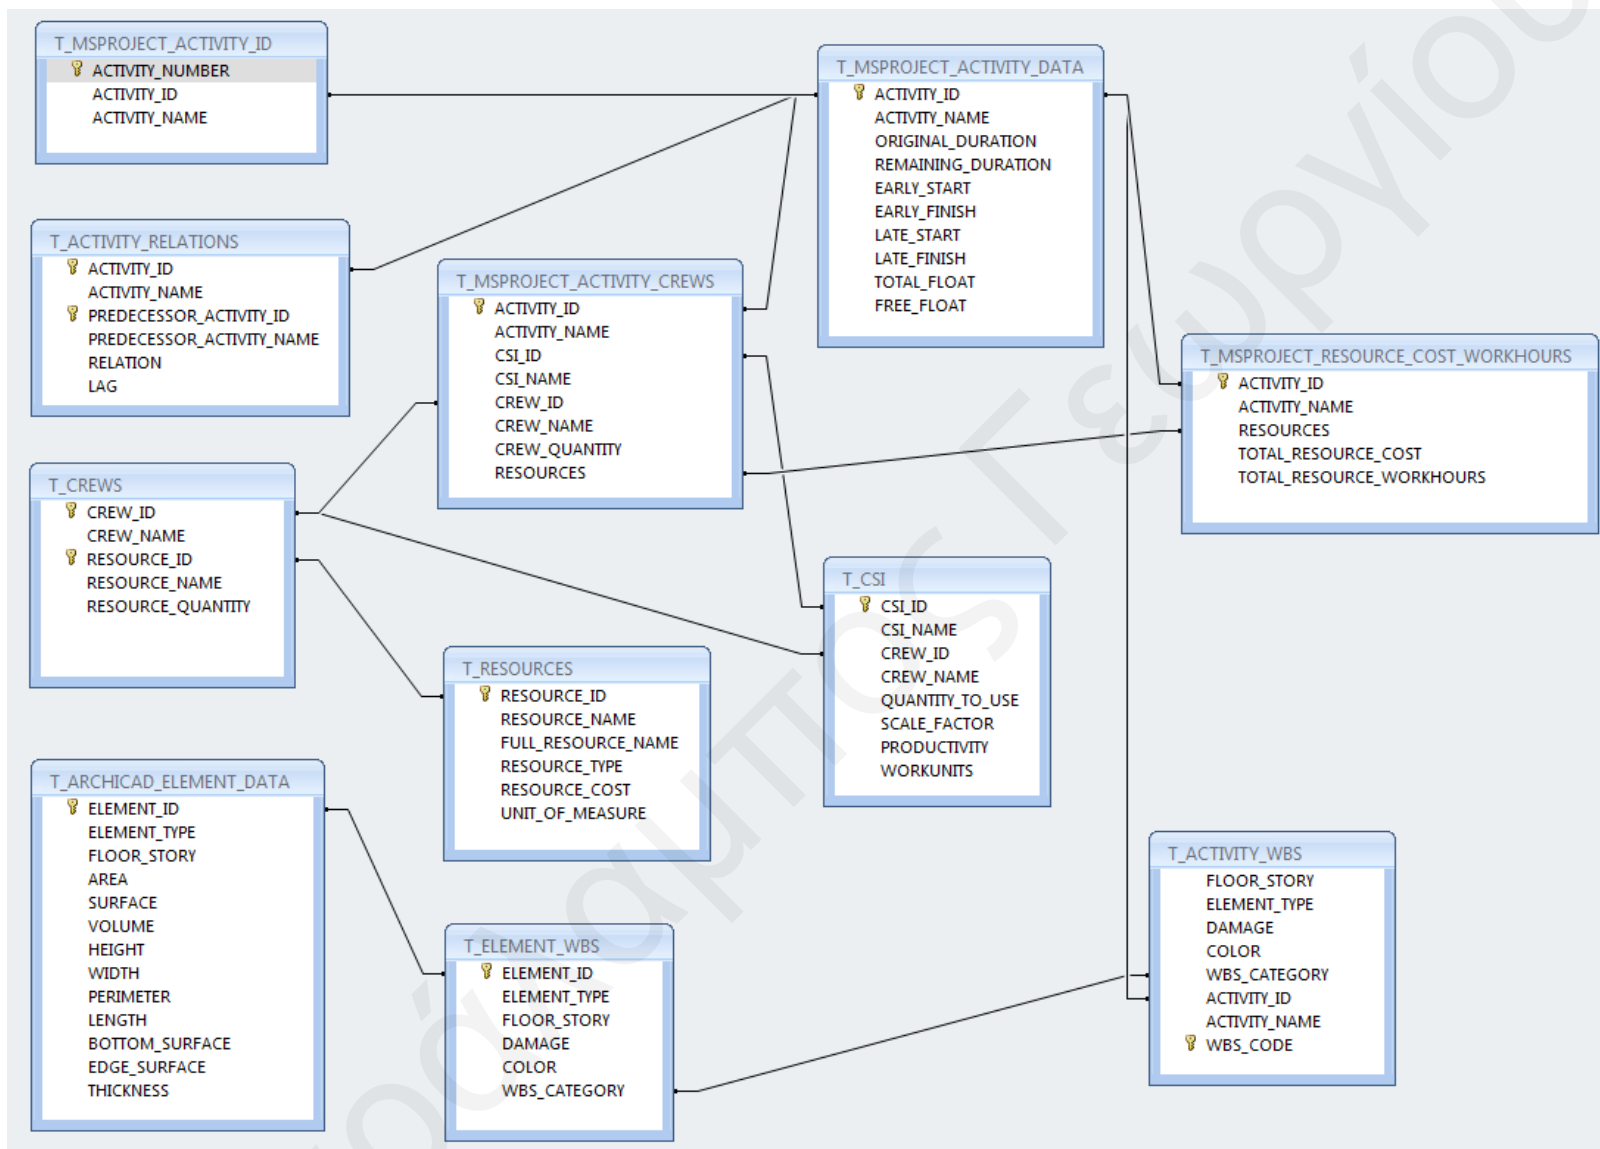 T_MSPROJECT_ACTIVITY_ID
ACTIVITY_NUMBER
ACTIVITY_ID
ACTIVITY_NAME
T_MSPROJECT_ACTIVITY_DATA
ACTIVITY_ID
ACTIVITY_NAME
ORIGINAL_DURATION
REMAINING_DURATION
EARLY_START
EARLY_FINISH
LATE_START
LATE_FINISH
TOTAL_FLOAT
FREE_FLOAT
T_ACTIVITY_RELATIONS
ACTIVITY_ID
ACTIVITY_NAME
PREDECESSOR_ACTIVITY_ID
PREDECESSOR_ACTIVITY_NAME
RELATION
LAG
T_MSPROJECT_ACTIVITY_CREWS
ACTIVITY_ID
ACTIVITY_NAME
CSI_ID
CSI_NAME
CREW_ID
CREW_NAME
CREW_QUANTITY
RESOURCES
T_MSPROJECT_RESOURCE_COST_WORKHOURS
ACTIVITY_ID
ACTIVITY_NAME
RESOURCES
TOTAL_RESOURCE_COST
TOTAL_RESOURCE_WORKHOURS
T_CREWS
CREW_ID
CREW_NAME
RESOURCE_ID
RESOURCE_NAME
RESOURCE_QUANTITY
T_CSI
CSI_ID
CSI_NAME
CREW_ID
CREW_NAME
QUANTITY_TO_USE
SCALE_FACTOR
PRODUCTIVITY
WORKUNITS
T_RESOURCES
RESOURCE_ID
RESOURCE_NAME
FULL_RESOURCE_NAME
RESOURCE_TYPE
RESOURCE_COST
UNIT_OF_MEASURE
T_ARCHICAD_ELEMENT_DATA
ELEMENT_ID
ELEMENT_TYPE
FLOOR_STORY
AREA
SURFACE
VOLUME
HEIGHT
WIDTH
PERIMETER
LENGTH
BOTTOM_SURFACE
EDGE_SURFACE
THICKNESS
T_ELEMENT_WBS
ELEMENT_ID
ELEMENT_TYPE
FLOOR_STORY
DAMAGE
COLOR
WBS_CATEGORY
T_ACTIVITY_WBS
FLOOR_STORY
ELEMENT_TYPE
DAMAGE
COLOR
WBS_CATEGORY
ACTIVITY_ID
ACTIVITY_NAME
WBS_CODE